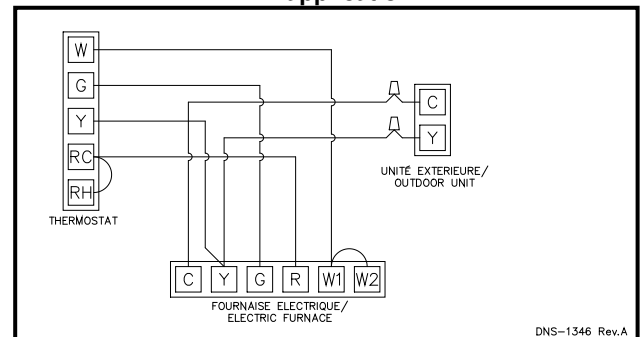 W
G
Y
RC
RH
THERMOSTAT
C
Y
UNITÉ EXTERIEURE/
OUTDOOR UNIT
C Y G R W1 W2
FOURNAISE ELECTRIQUE/
ELECTRIC FURNACE
DNS-1346 Rev.A